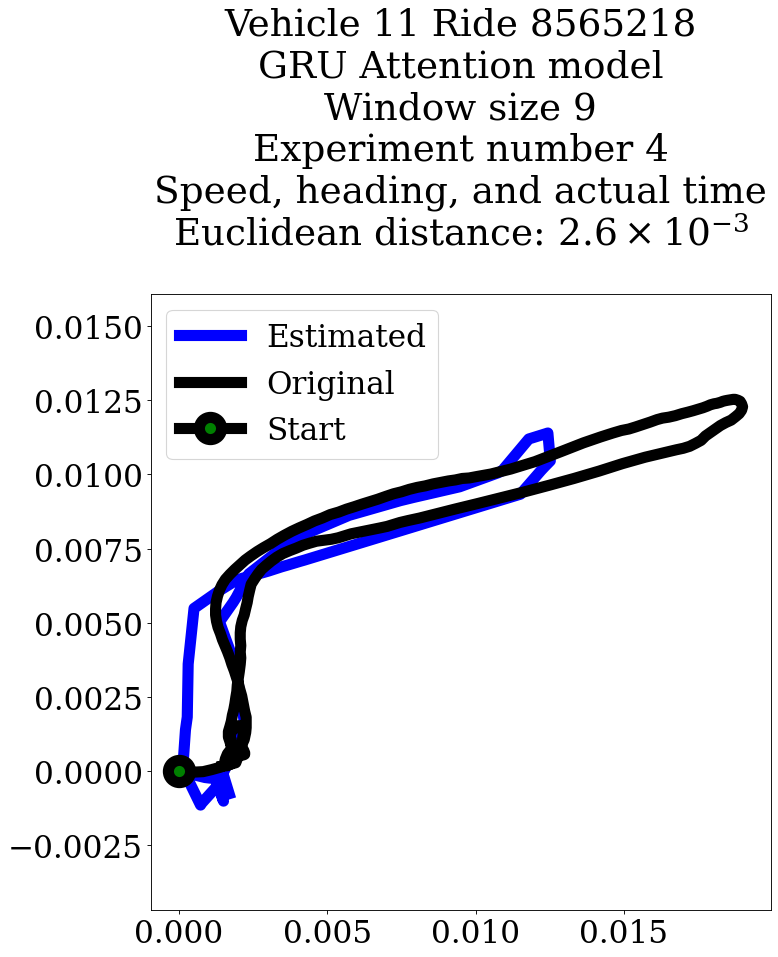 Vehicle 11 Ride 8565218
GRU Attention model
Window size 9
Experiment number 4
Speed, heading, and actual time
Euclidean distance: 2.6 × 10⁻³
Estimated
Original
Start
0.0150
0.0125
0.0100
0.0075
0.0050
0.0025
0.0000
−0.0025
0.000 0.005 0.010 0.015